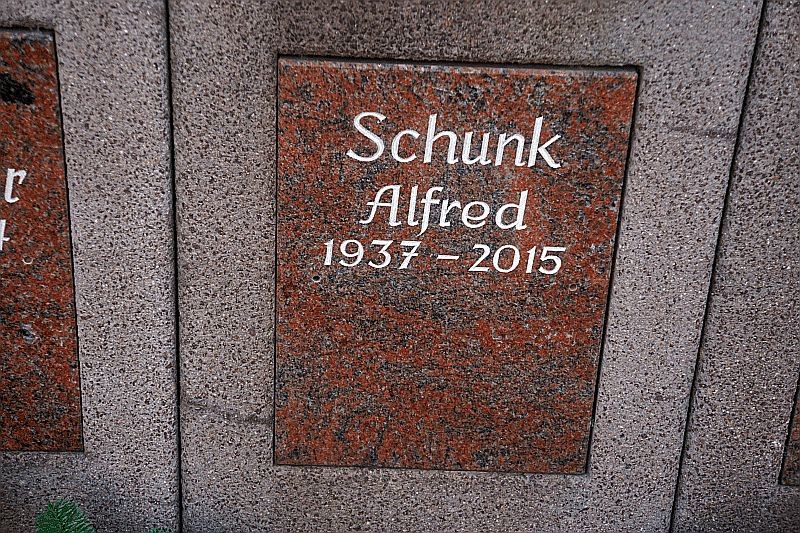 Schunk
Alfred
1937 – 2015